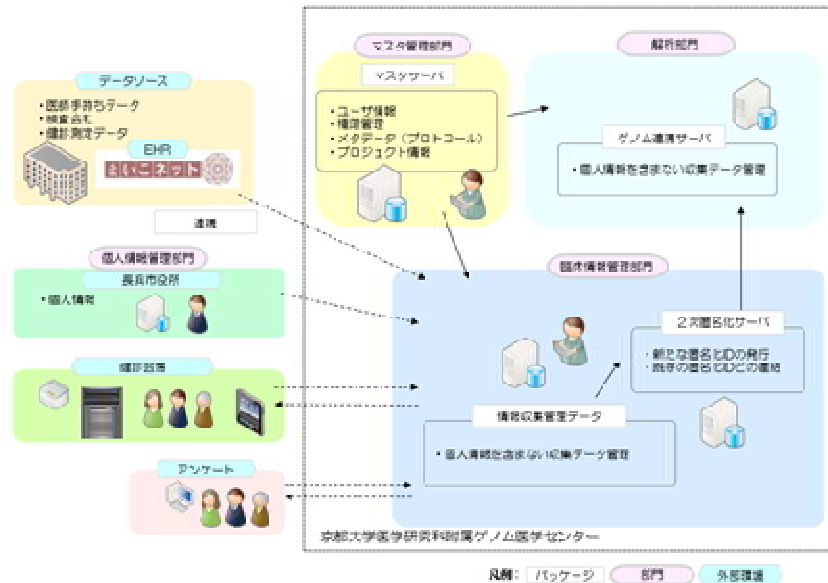 マスタ管理部門
マスタサーバ
・ユーザ情報
・権限管理
・メタデータ（プロトコール）
・プロジェクト情報
解析部門
ゲノム連携サーバ
・個人情報を含まない収集データ管理
データソース
・医師手持ちデータ
・検査会社
・健診測定データ
EHR
まいこネット
連携
個人情報管理部門
長浜市役所
・個人情報
アンケート
臨床情報管理部門
2次匿名化サーバ
・新たな匿名化IDの発行
・既存の匿名化IDとの連結
情報収集管理データ
・個人情報を含まない収集データ管理
京都大学医学研究科附属ゲノム医学センター
凡例：
パッケージ
部門
外部環境